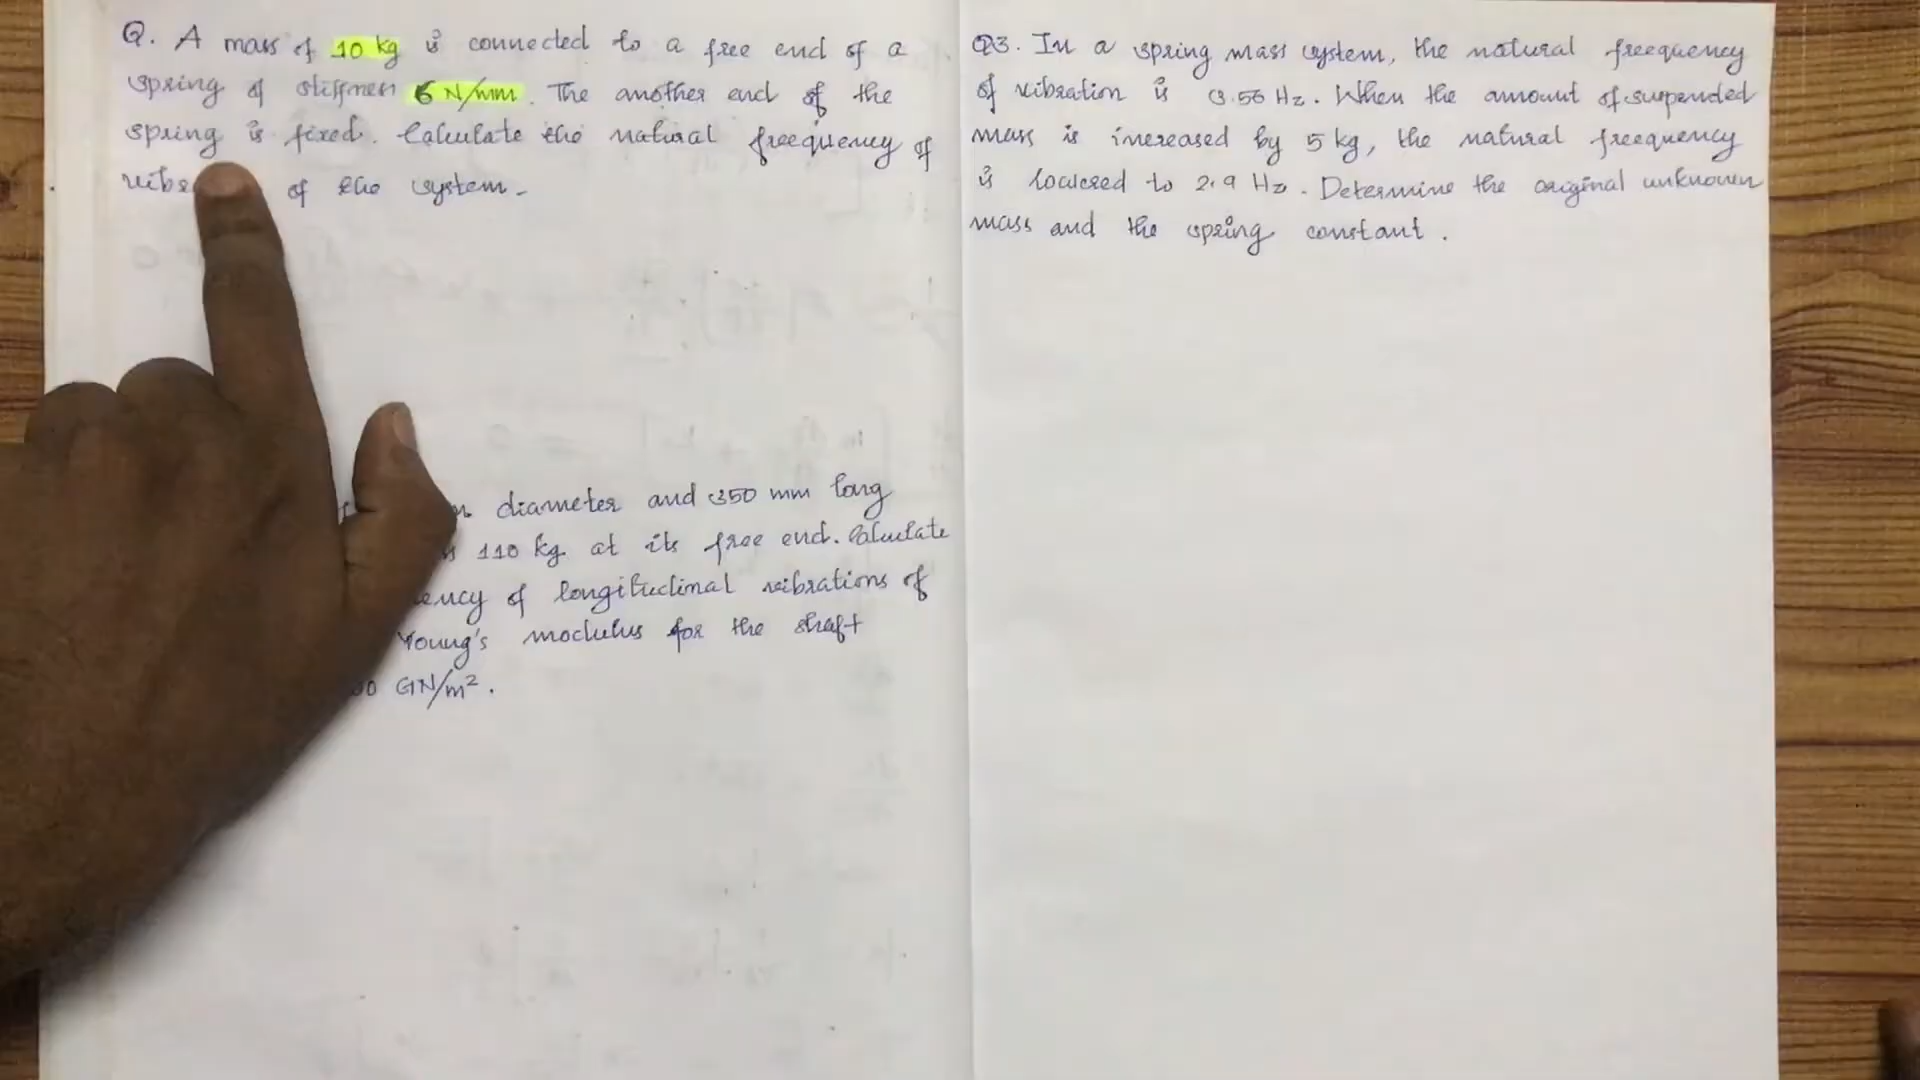 Q. A mass of 10 kg is connected to a free end of a
spring of stiffness 6 N/mm. The another end of the
spring is fixed. Calculate the natural freequency of
of the system.
diameter and 350 mm long
110 kg at its free end. Calculate
of longitudinal vibrations of
Young's modulus for the shaft
GN/m².
Q3. In a spring mass system, the natural freequency
of vibration is 3.56 Hz. When the amount of suspended
mass is increased by 5 kg, the natural freequency
is lowered to 2.9 Hz. Determine the original unknown
mass and the spring constant.